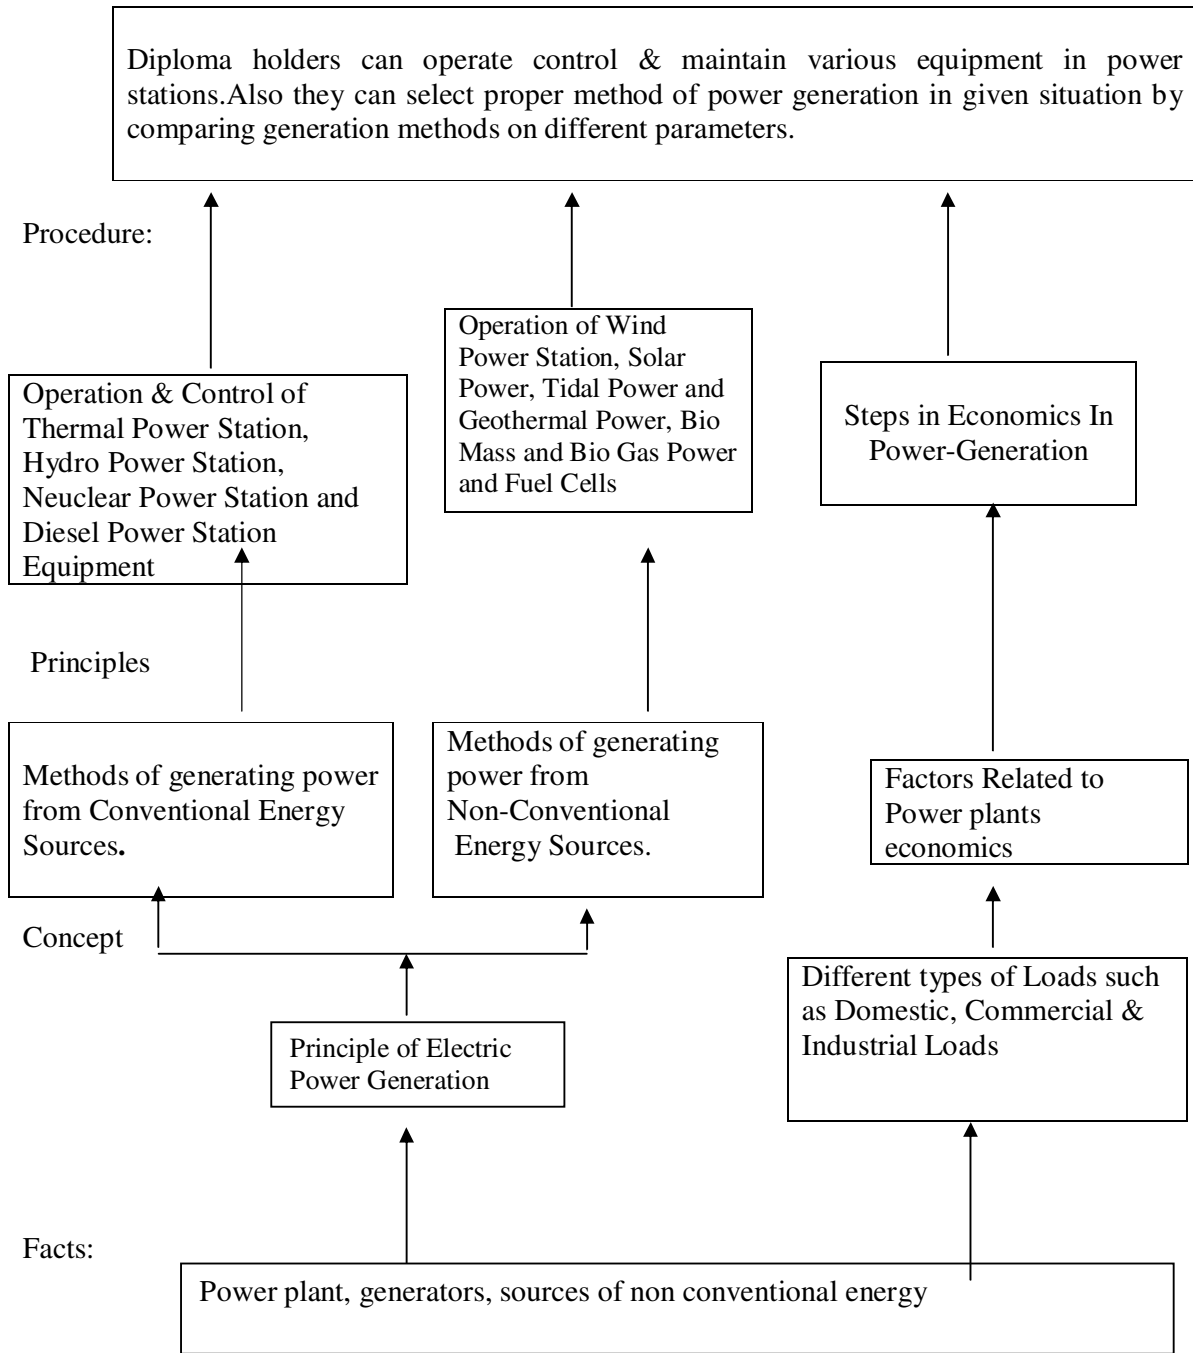 Diploma holders can operate control & maintain various equipment in power
stations.Also they can select proper method of power generation in given situation by
comparing generation methods on different parameters.
Procedure:
Operation & Control of
Thermal Power Station,
Hydro Power Station,
Neuclear Power Station and
Diesel Power Station
Equipment
Operation of Wind
Power Station, Solar
Power, Tidal Power and
Geothermal Power, Bio
Mass and Bio Gas Power
and Fuel Cells
Steps in Economics In
Power-Generation
Principles
Methods of generating power
from Conventional Energy
Sources.
Methods of generating
power from
Non-Conventional
Energy Sources.
Factors Related to
Power plants
economics
Concept
Principle of Electric
Power Generation
Different types of Loads such
as Domestic, Commercial &
Industrial Loads
Facts:
Power plant, generators, sources of non conventional energy